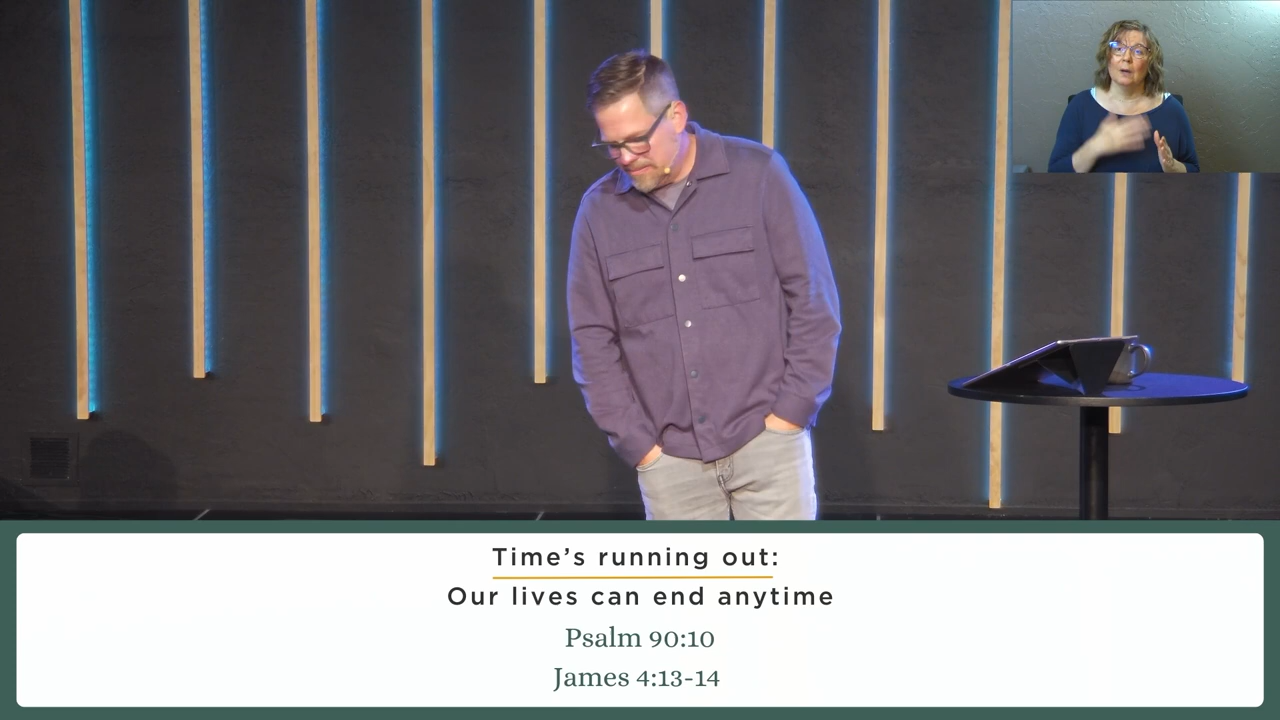 Time’s running out:
Our lives can end anytime
Psalm 90:10
James 4:13-14